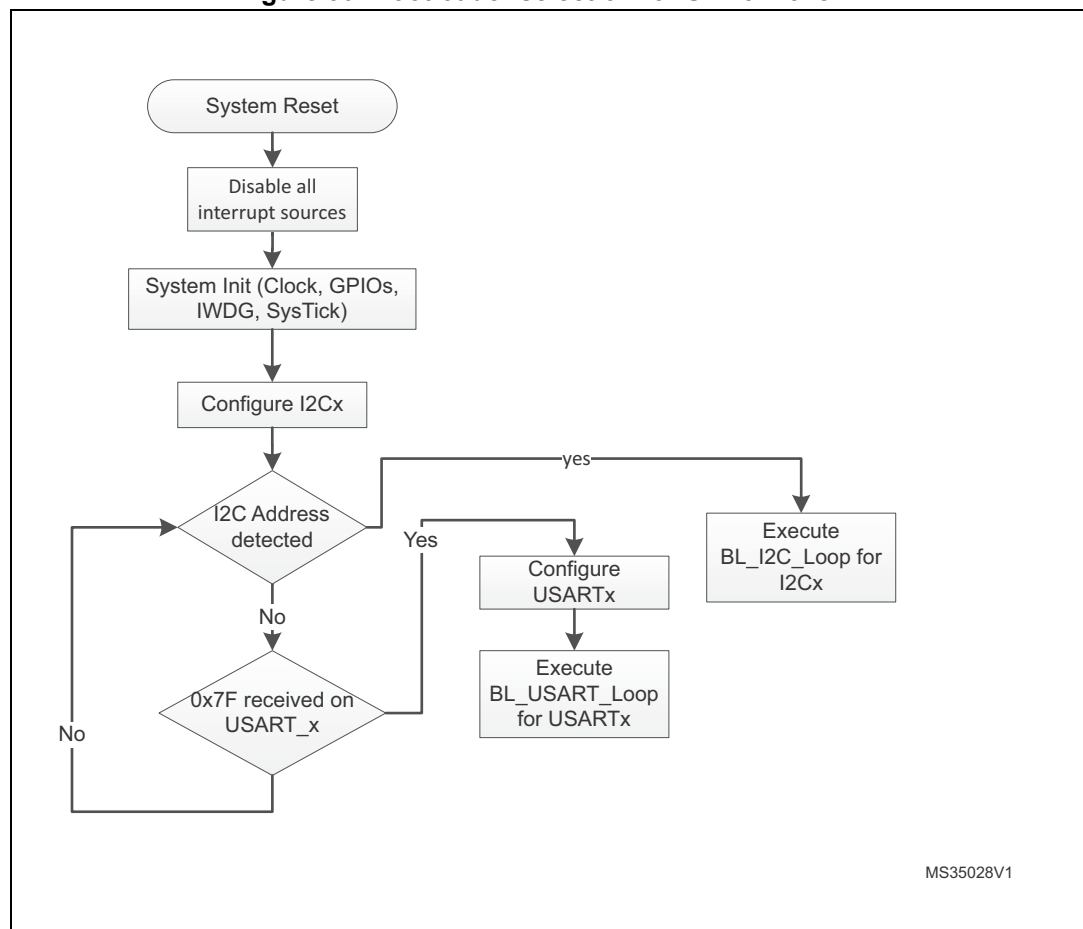 System Reset
Disable all
interrupt sources
System Init (Clock, GPIOs,
IWDG, SysTick)
Configure I2Cx
yes
I2C Address
detected
Yes
Execute
BL_I2C_Loop for
I2Cx
Configure
USARTx
No
Execute
BL_USART_Loop
for USARTx
0x7F received on
USART_x
No
MS35028V1